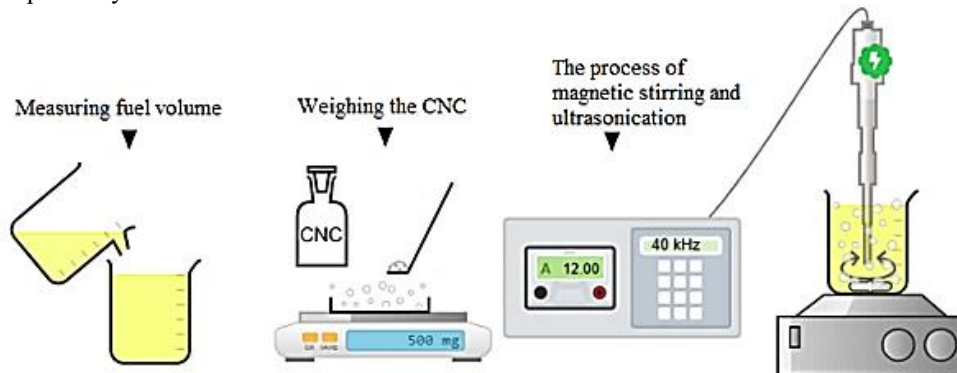 Measuring fuel volume
Weighing the CNC
The process of
magnetic stirring and
ultrasonication
CNC
500 mg
A 12.00
40 kHz